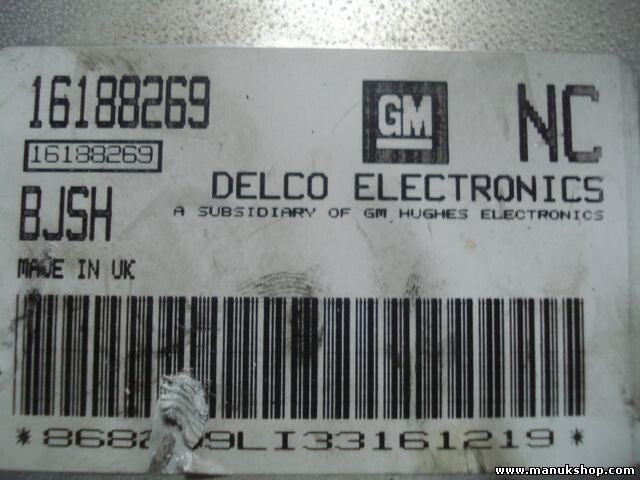 16188269
GM
NC
16188269
DELCO ELECTRONICS
BJSH
A SUBSIDIARY OF GM HUGHES ELECTRONICS
MADE IN UK
www.manukshop.com